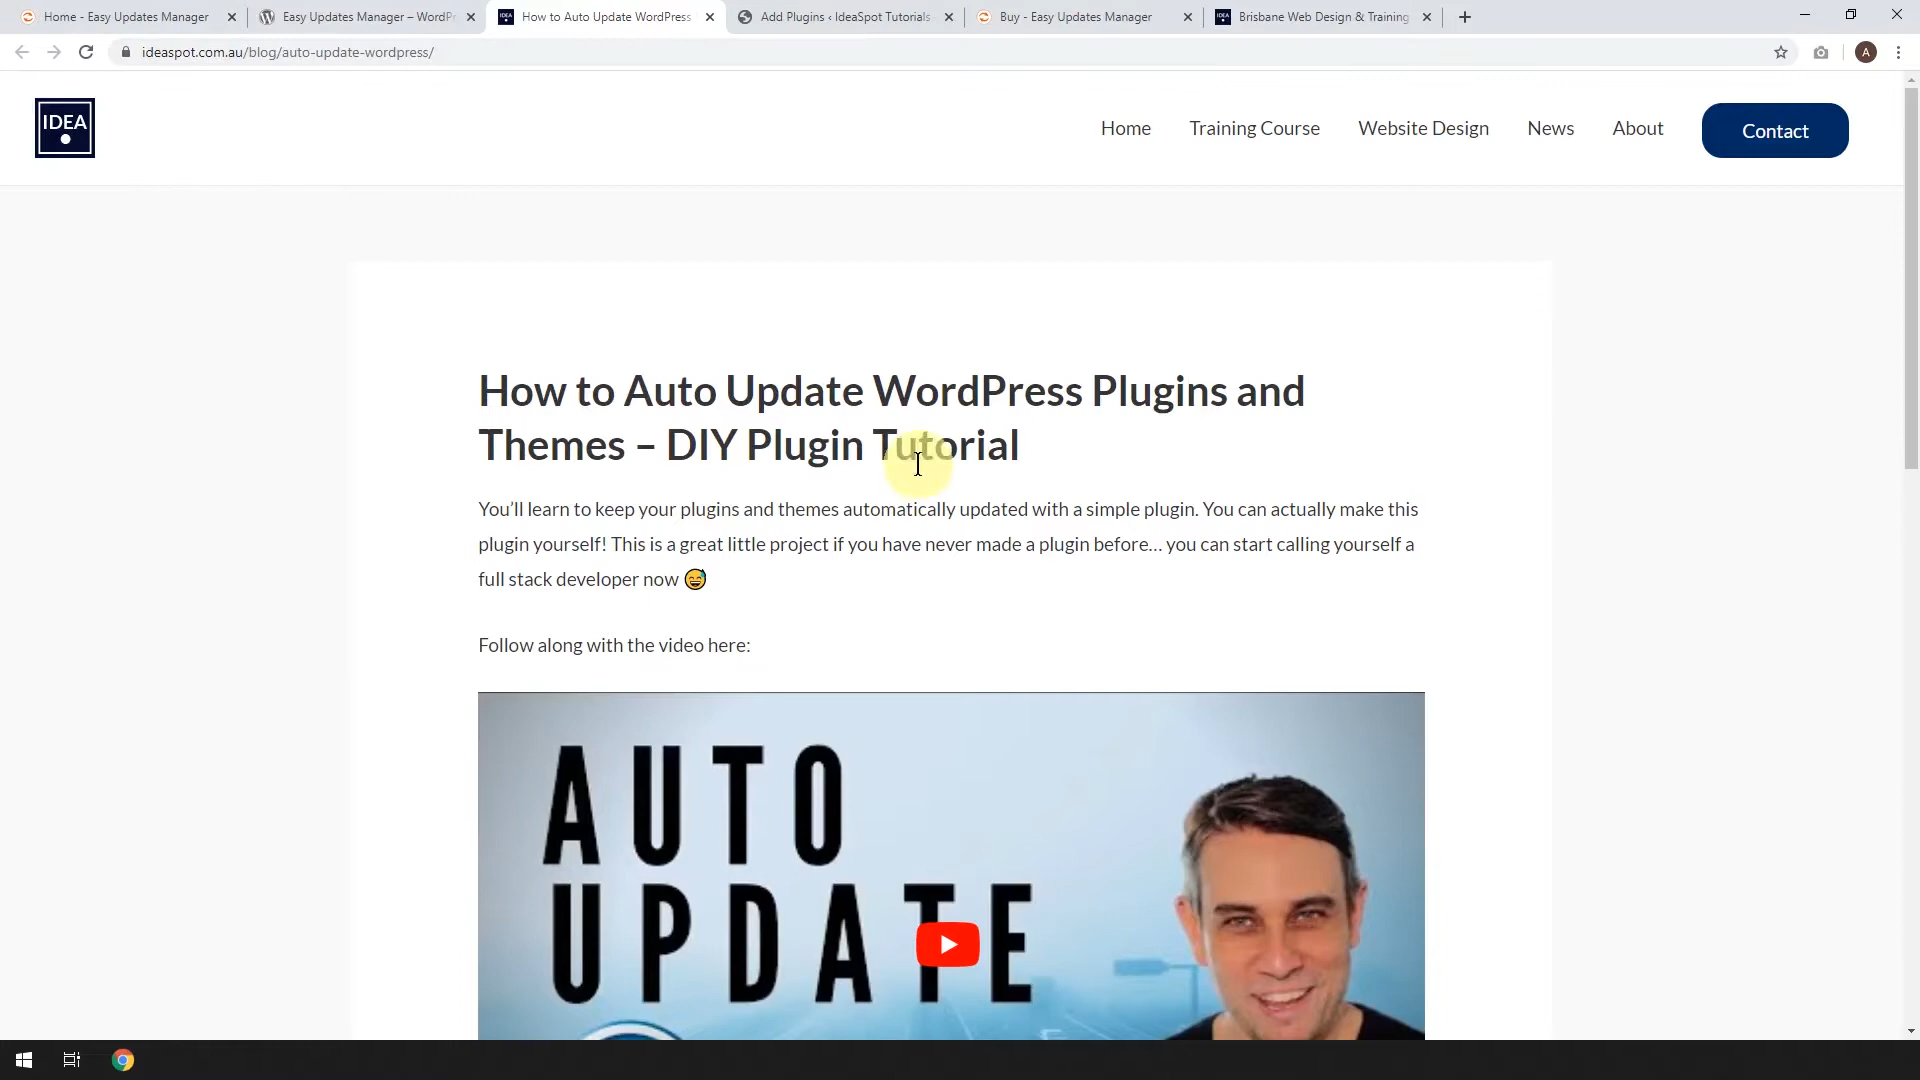 Home - Easy Updates Manager
Easy Updates Manager – WordPr
How to Auto Update WordPress
Add Plugins ‹ IdeaSpot Tutorials
Buy - Easy Updates Manager
Brisbane Web Design & Training
ideaspot.com.au/blog/auto-update-wordpress/
A
IDEA
Home
Training Course
Website Design
News
About
Contact
How to Auto Update WordPress Plugins and
Themes – DIY Plugin Tutorial
You’ll learn to keep your plugins and themes automatically updated with a simple plugin. You can actually make this
plugin yourself! This is a great little project if you have never made a plugin before… you can start calling yourself a
full stack developer now 😅
Follow along with the video here:
AUTO
UPDATE